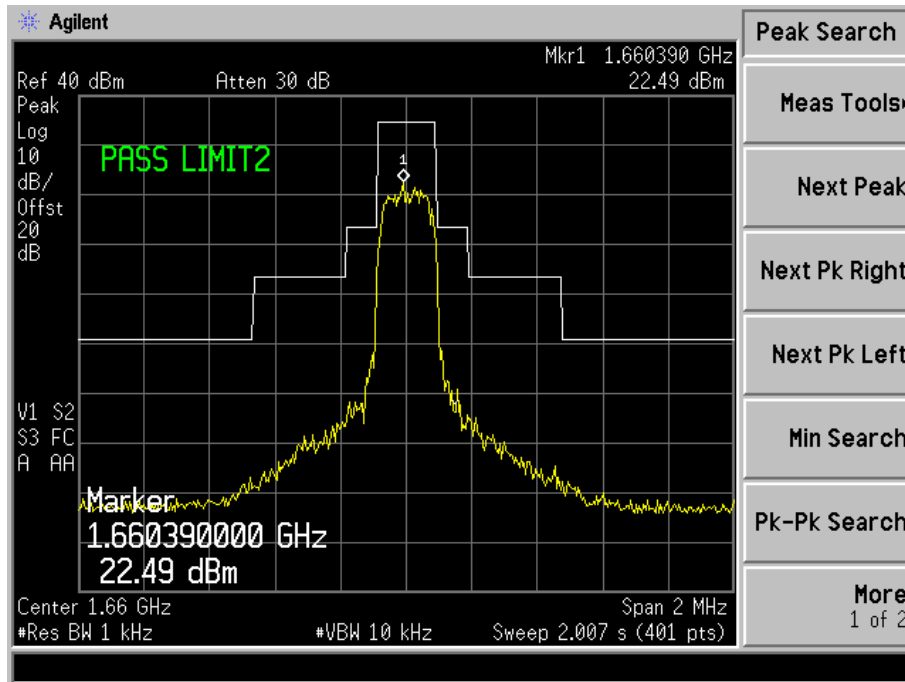 Agilent
Peak Search
Mkr1 1.660390 GHz
Ref 40 dBm Atten 30 dB 22.49 dBm
Peak
Log
10
dB/
Offst
20
dB
PASS LIMIT2
1
V1 S2
S3 FC
A AA
Marker
1.660390000 GHz
22.49 dBm
Center 1.66 GHz Span 2 MHz
#Res BW 1 kHz #VBW 10 kHz Sweep 2.007 s (401 pts)
Meas Tools
Next Peak
Next Pk Right
Next Pk Left
Min Search
Pk-Pk Search
More
1 of 2